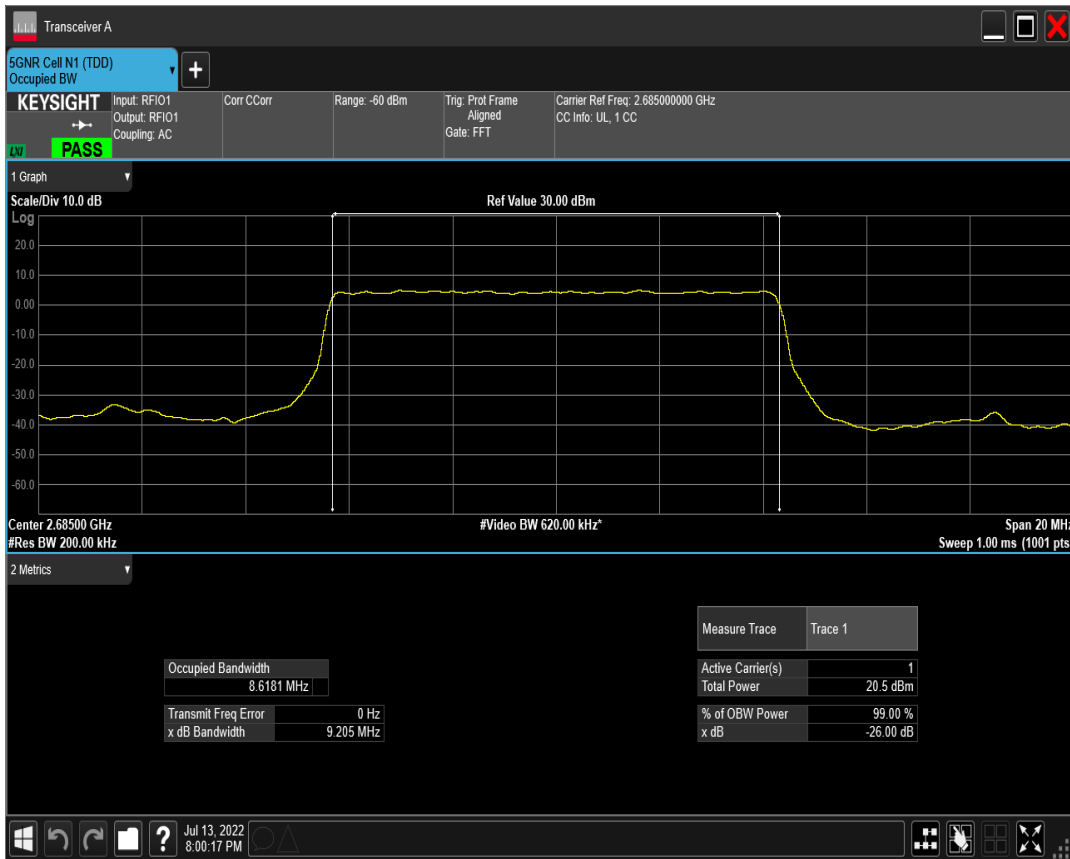 Transceiver A
5GNR Cell N1 (TDD)
Occupied BW
+
KEYSIGHT
Input: RFIO1
Output: RFIO1
Coupling: AC
Corr CCorr
Range: -60 dBm
Trig: Prot Frame
Aligned
Gate: FFT
Carrier Ref Freq: 2.685000000 GHz
CC Info: UL, 1 CC
LXI
PASS
1 Graph
Scale/Div 10.0 dB
Ref Value 30.00 dBm
Log
20.0
10.0
0.00
-10.0
-20.0
-30.0
-40.0
-50.0
-60.0
Center 2.68500 GHz
#Video BW 620.00 kHz*
Span 20 MHz
#Res BW 200.00 kHz
Sweep 1.00 ms (1001 pts
2 Metrics
Measure Trace Trace 1
Occupied Bandwidth
8.6181 MHz
Active Carrier(s) 1
Total Power 20.5 dBm
Transmit Freq Error 0 Hz
x dB Bandwidth 9.205 MHz
% of OBW Power 99.00 %
x dB -26.00 dB
?
Jul 13, 2022
8:00:17 PM